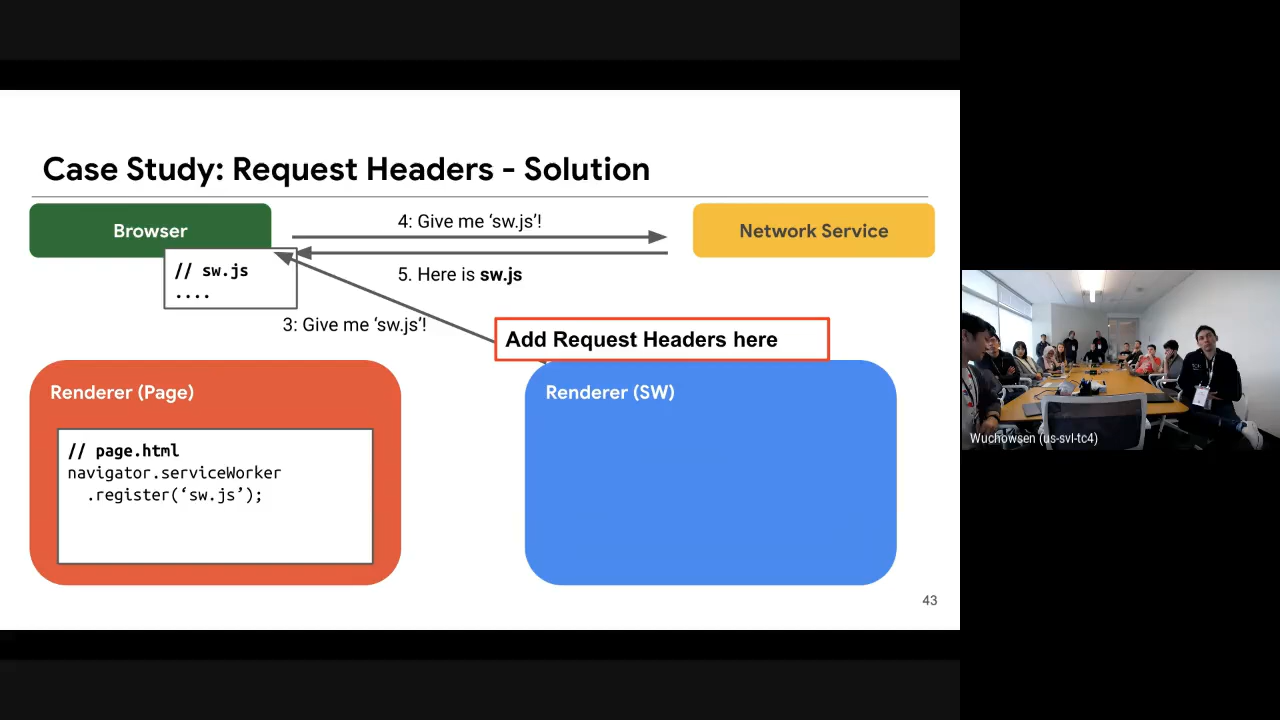 Case Study: Request Headers - Solution
Browser
4: Give me ‘sw.js’!
Network Service
// sw.js
....
5. Here is sw.js
3: Give me ‘sw.js’!
Add Request Headers here
Renderer (Page)
Renderer (SW)
// page.html
navigator.serviceWorker
.register(‘sw.js’);
43
Wuchowsen (us-svl-tc4)